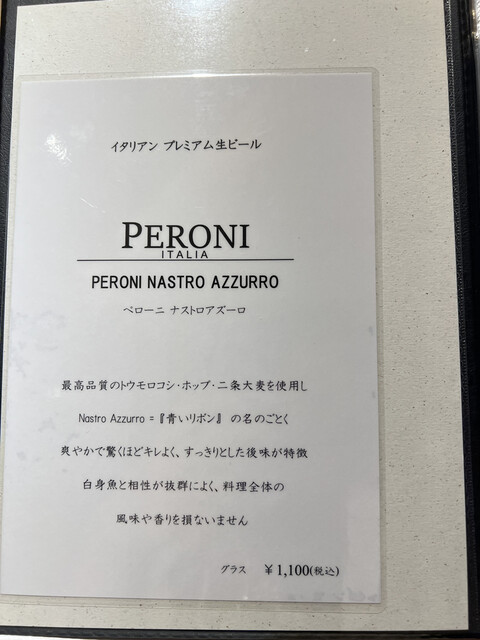 イタリアン プレミアム生ビール
PERONI
ITALIA
PERONI NASTRO AZZURRO
ペローニ ナストロアズーロ
最高品質のトウモロコシ・ホップ・二条大麦を使用し
Nastro Azzurro =『青いリボン』 の名のごとく
爽やかで驚くほどキレよく、すっきりとした後味が特徴
白身魚と相性が抜群によく、料理全体の
風味や香りを損ないません
グラス ￥1,100(税込)